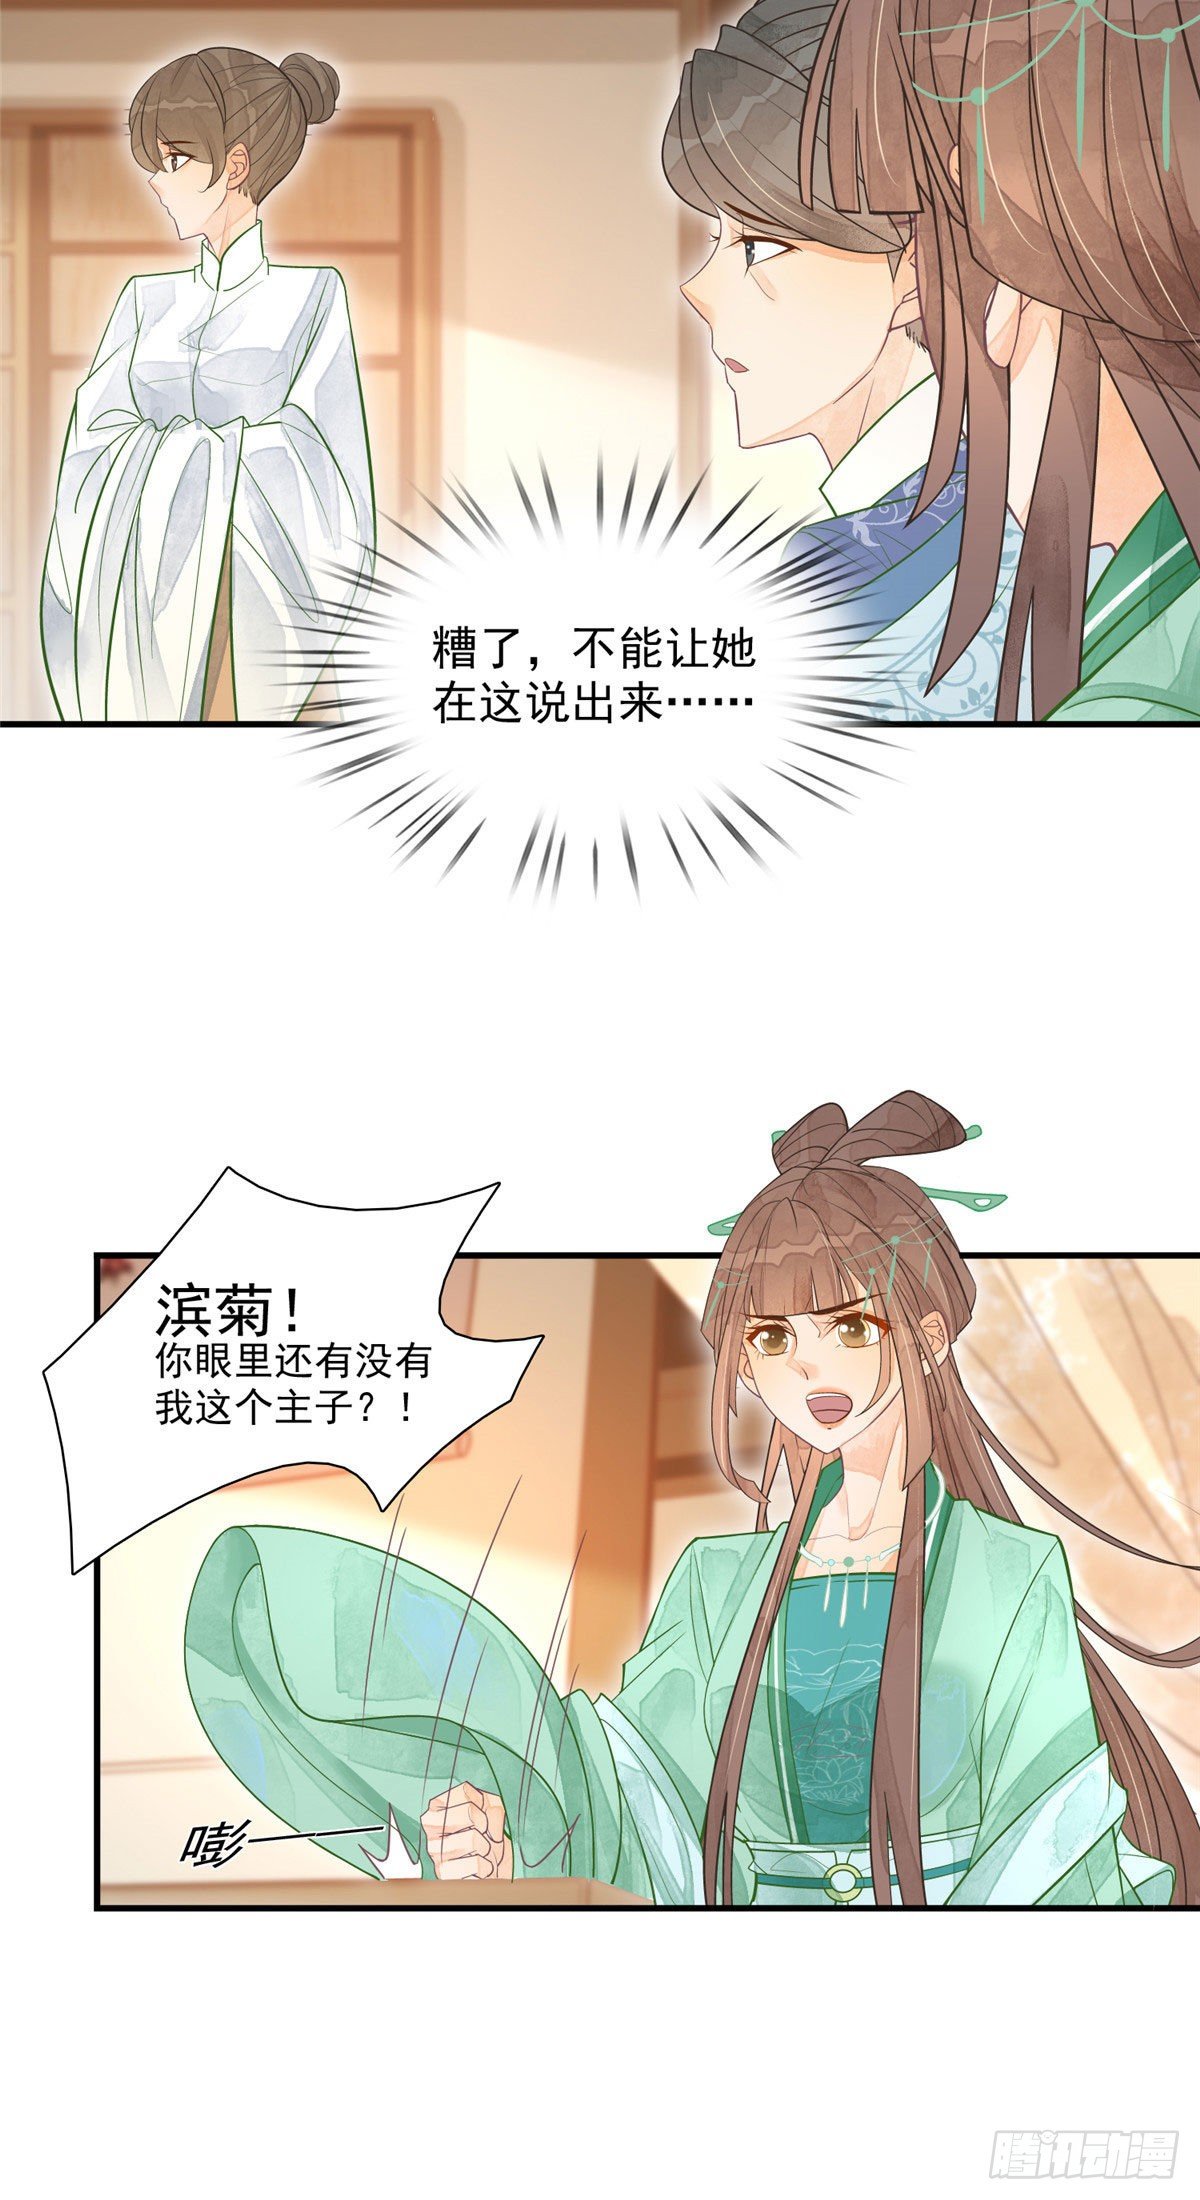 糟了，不能让她
在这说出来……
滨菊！
你眼里还有没有
我这个主子？！
嘭——
腾讯动漫